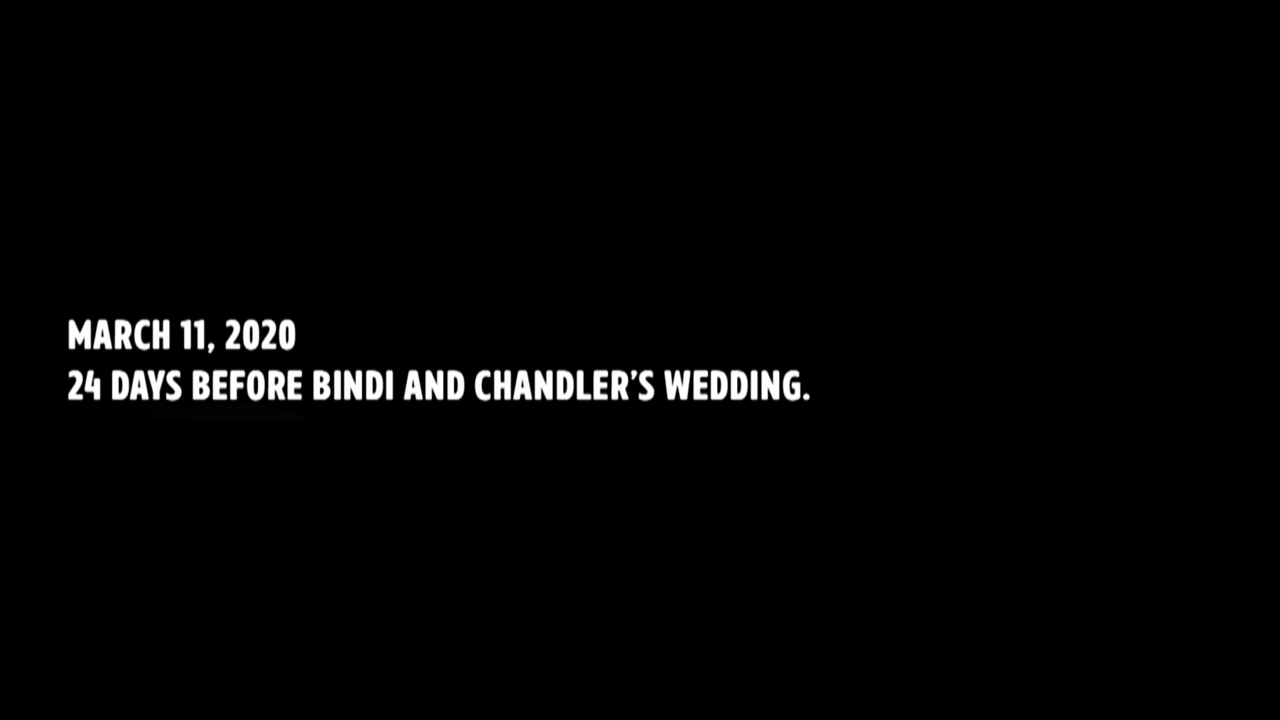 MARCH 11, 2020
24 DAYS BEFORE BINDI AND CHANDLER’S WEDDING.